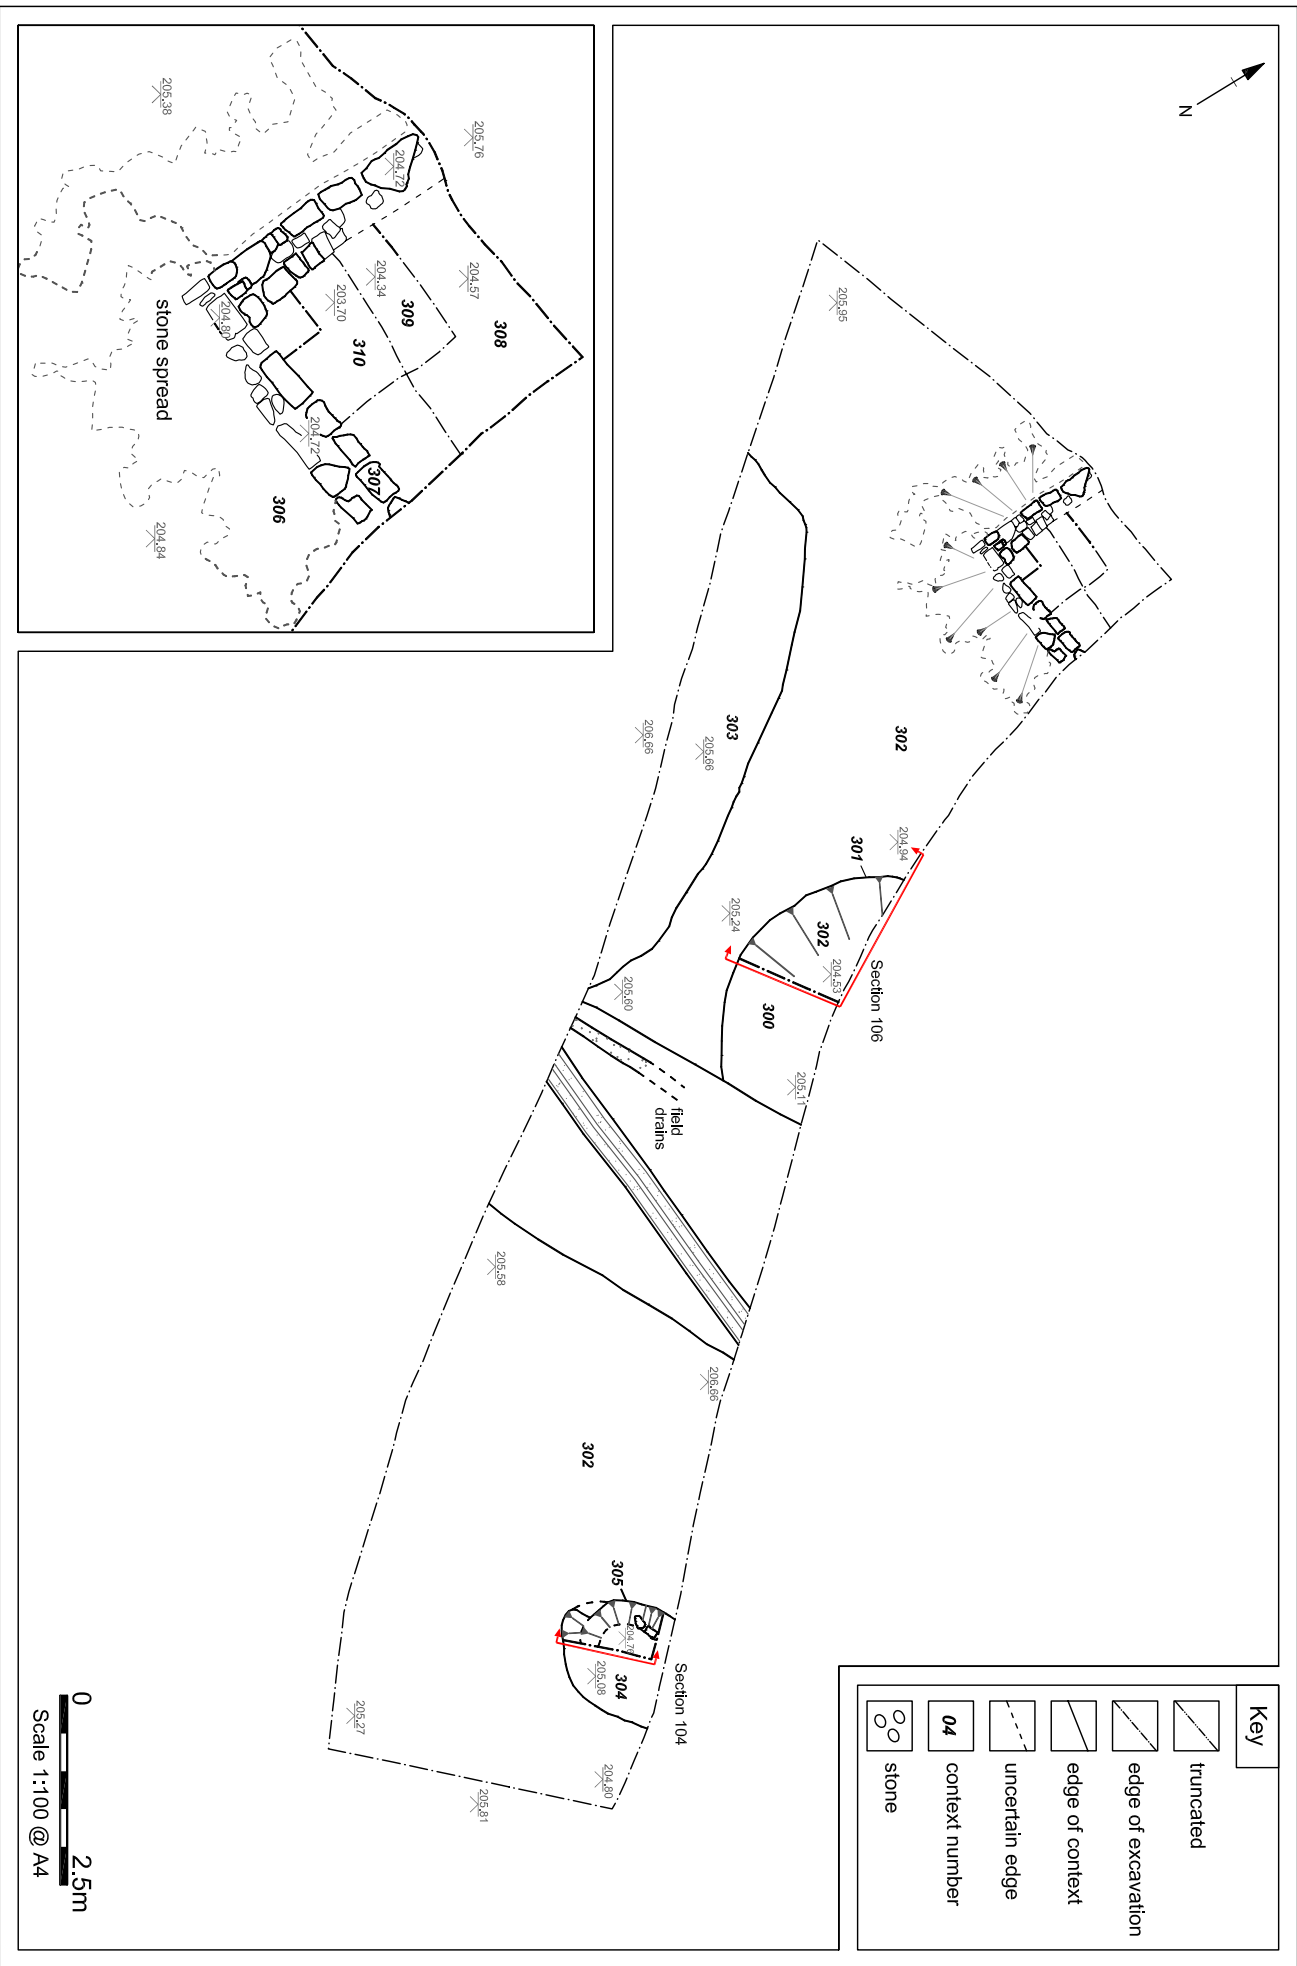 N
205.38
205.76
204.72
204.57
204.34
203.70
309
308
310
204.80
stone spread
204.72
307
306
204.84
205.95
303
205.66
206.66
302
204.94
301
205.24
302
204.53
Section 106
300
205.60
205.11
field
drains
205.58
206.66
302
305
204.76
304
205.08
Section 104
205.27
204.80
205.81
Key
truncated
edge of excavation
edge of context
uncertain edge
04
context number
stone
0
2.5m
Scale 1:100 @ A4